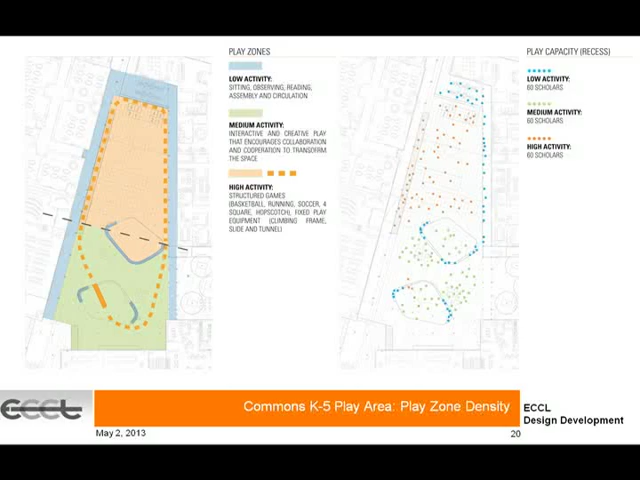 PLAY ZONES
LOW ACTIVITY:
SITTING, OBSERVING, READING,
ASSEMBLY AND CIRCULATION
MEDIUM ACTIVITY:
INTERACTIVE AND CREATIVE PLAY
THAT ENCOURAGES COLLABORATION
AND COOPERATION TO TRANSFORM
THE SPACE
HIGH ACTIVITY:
STRUCTURED GAMES
(BASKETBALL, RUNNING, SOCCER, 4
SQUARE, HOPSCOTCH), FIXED PLAY
EQUIPMENT (CLIMBING FRAME,
SLIDE AND TUNNEL)
PLAY CAPACITY (RECESS)
LOW ACTIVITY:
60 SCHOLARS
MEDIUM ACTIVITY:
60 SCHOLARS
HIGH ACTIVITY:
60 SCHOLARS
ECCL
Commons K-5 Play Area: Play Zone Density
ECCL
Design Development
May 2, 2013
20